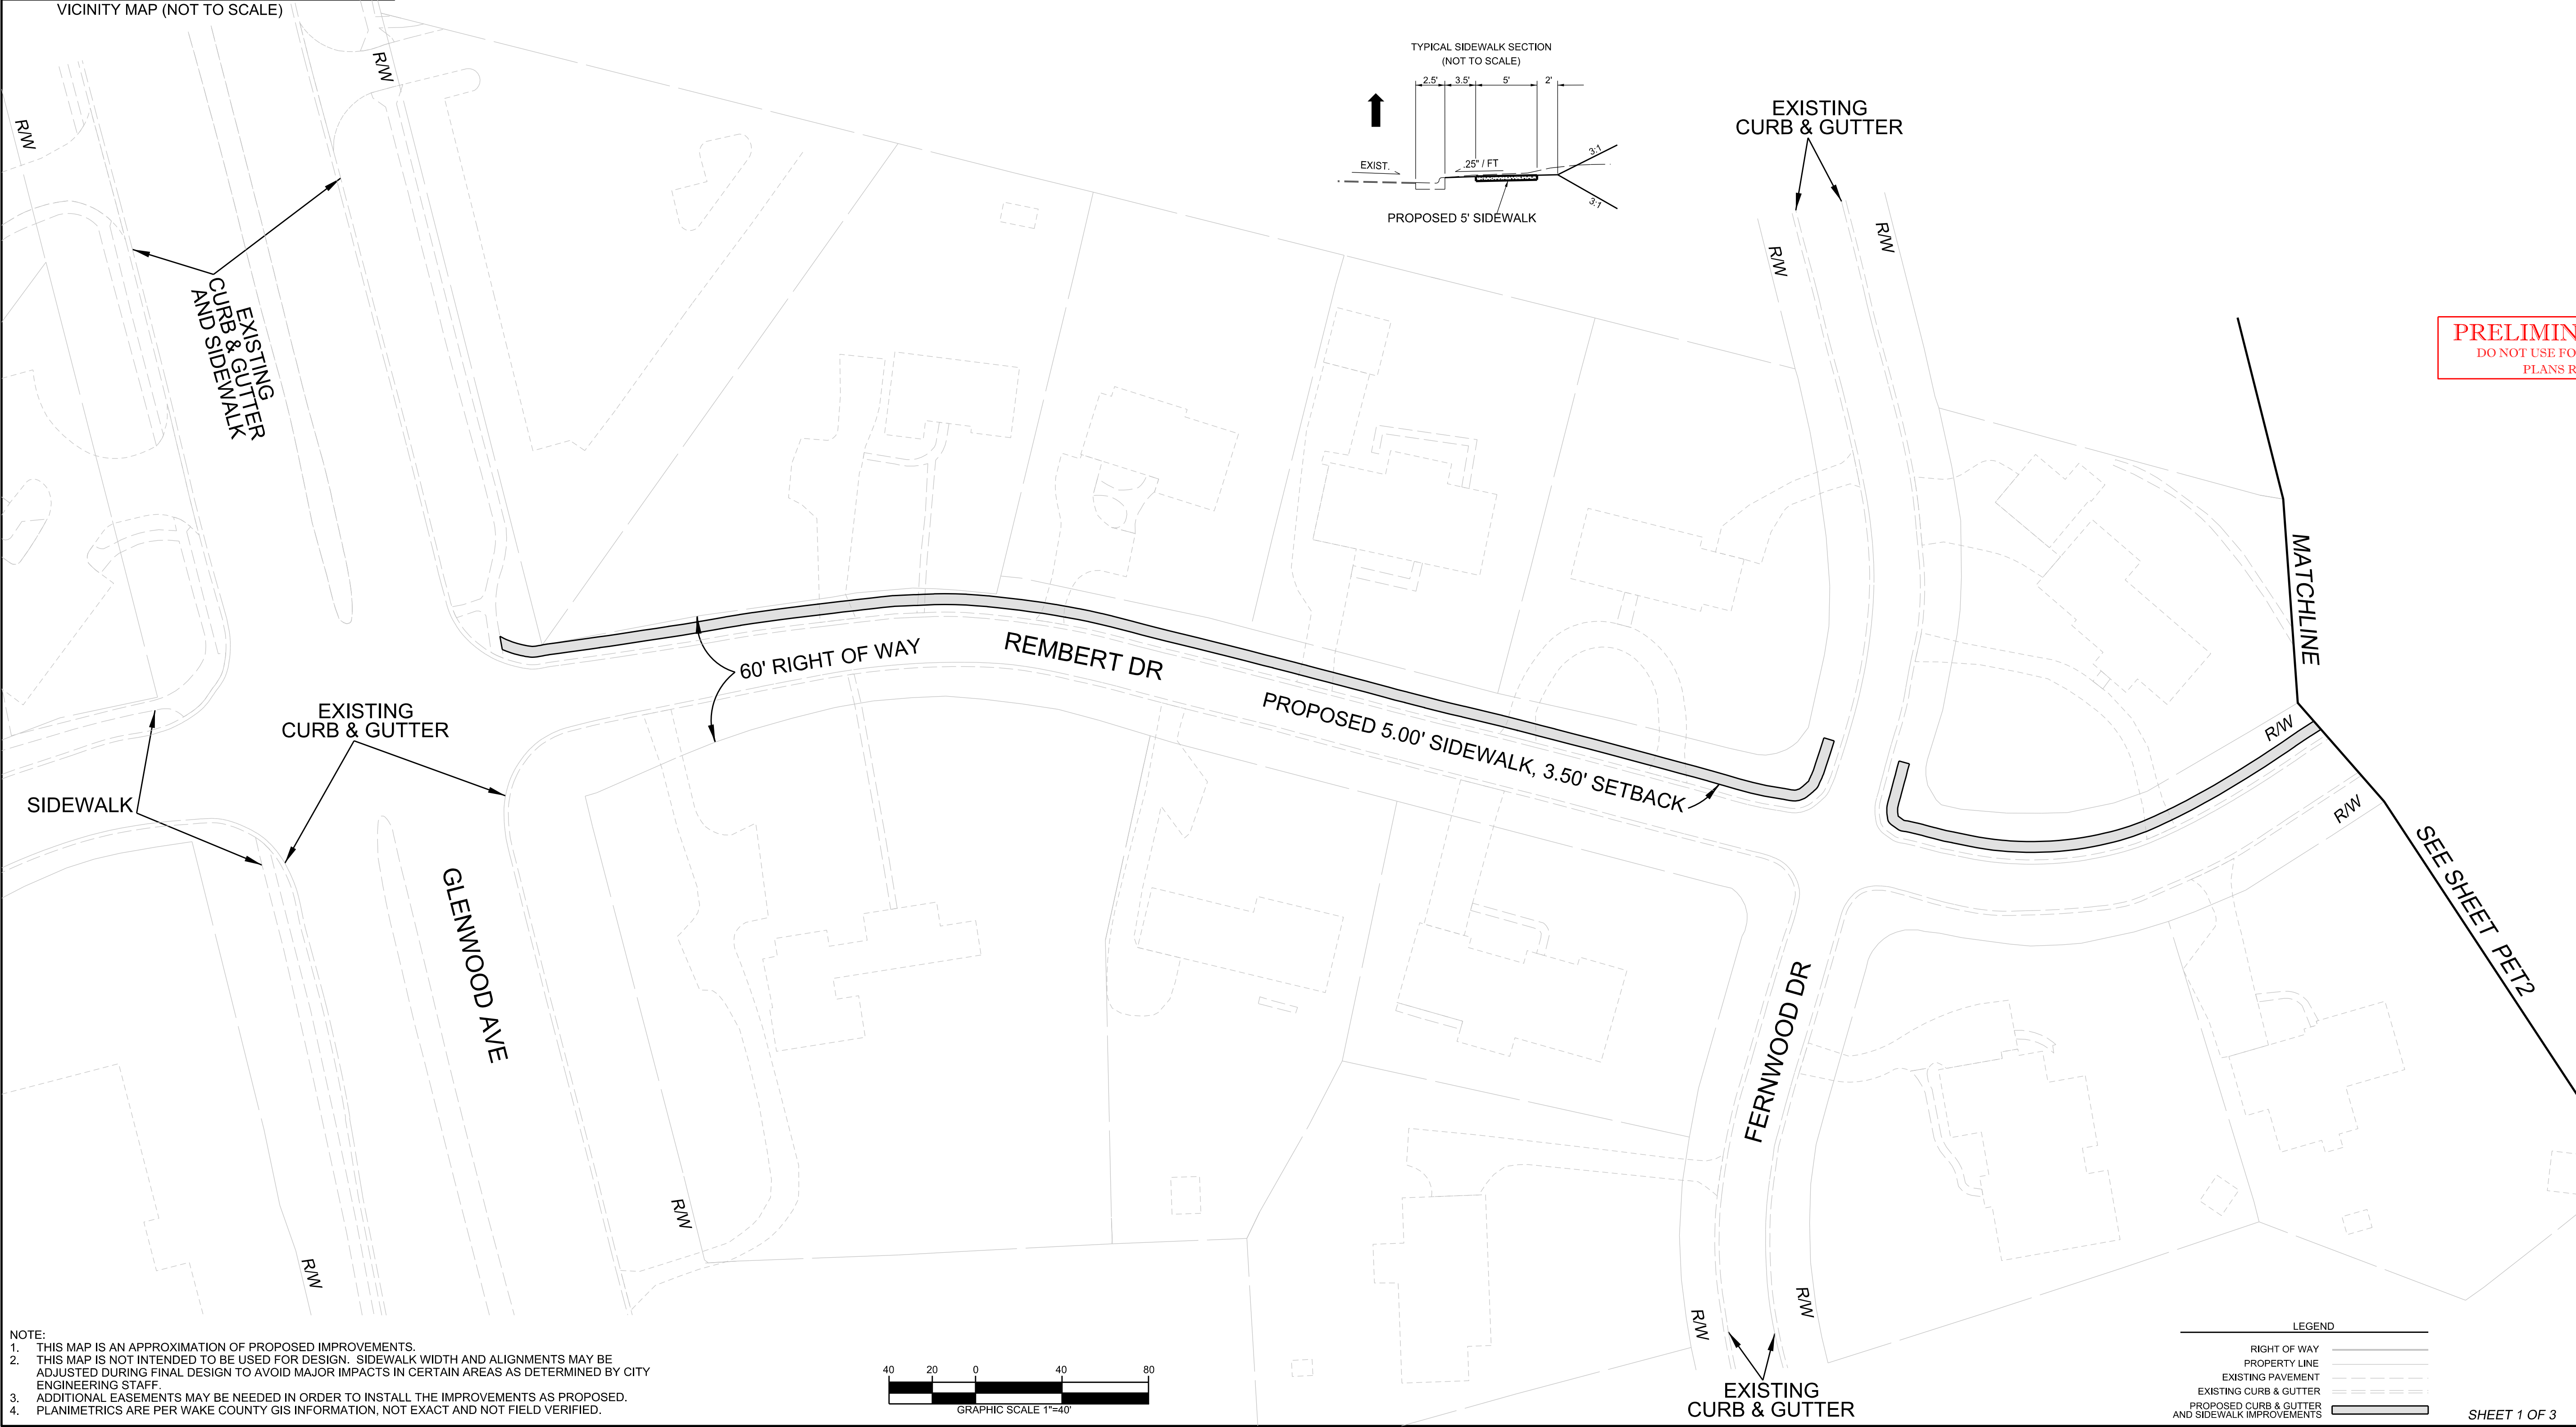 VICINITY MAP (NOT TO SCALE)
R/W
R/W
TYPICAL SIDEWALK SECTION
(NOT TO SCALE)
2.5'
3.5'
5'
2'
EXIST.
.25" / FT
3:1
3:1
PROPOSED 5' SIDEWALK
EXISTING
CURB & GUTTER
R/W
R/W
EXISTING
CURB & GUTTER
AND SIDEWALK
PRELIMIN
DO NOT USE FO
PLANS R
MATCHLINE
60' RIGHT OF WAY
REMBERT DR
PROPOSED 5.00' SIDEWALK, 3.50' SETBACK
EXISTING
CURB & GUTTER
SIDEWALK
GLENWOOD AVE
R/W
R/W
SEE SHEET PET2
FERNWOOD DR
R/W
R/W
R/W
R/W
EXISTING
CURB & GUTTER
NOTE:
1. THIS MAP IS AN APPROXIMATION OF PROPOSED IMPROVEMENTS.
2. THIS MAP IS NOT INTENDED TO BE USED FOR DESIGN. SIDEWALK WIDTH AND ALIGNMENTS MAY BE
ADJUSTED DURING FINAL DESIGN TO AVOID MAJOR IMPACTS IN CERTAIN AREAS AS DETERMINED BY CITY
ENGINEERING STAFF.
3. ADDITIONAL EASEMENTS MAY BE NEEDED IN ORDER TO INSTALL THE IMPROVEMENTS AS PROPOSED.
4. PLANIMETRICS ARE PER WAKE COUNTY GIS INFORMATION, NOT EXACT AND NOT FIELD VERIFIED.
40 20 0 40 80
GRAPHIC SCALE 1"=40'
LEGEND
RIGHT OF WAY
PROPERTY LINE
EXISTING PAVEMENT
EXISTING CURB & GUTTER
PROPOSED CURB & GUTTER
AND SIDEWALK IMPROVEMENTS
SHEET 1 OF 3